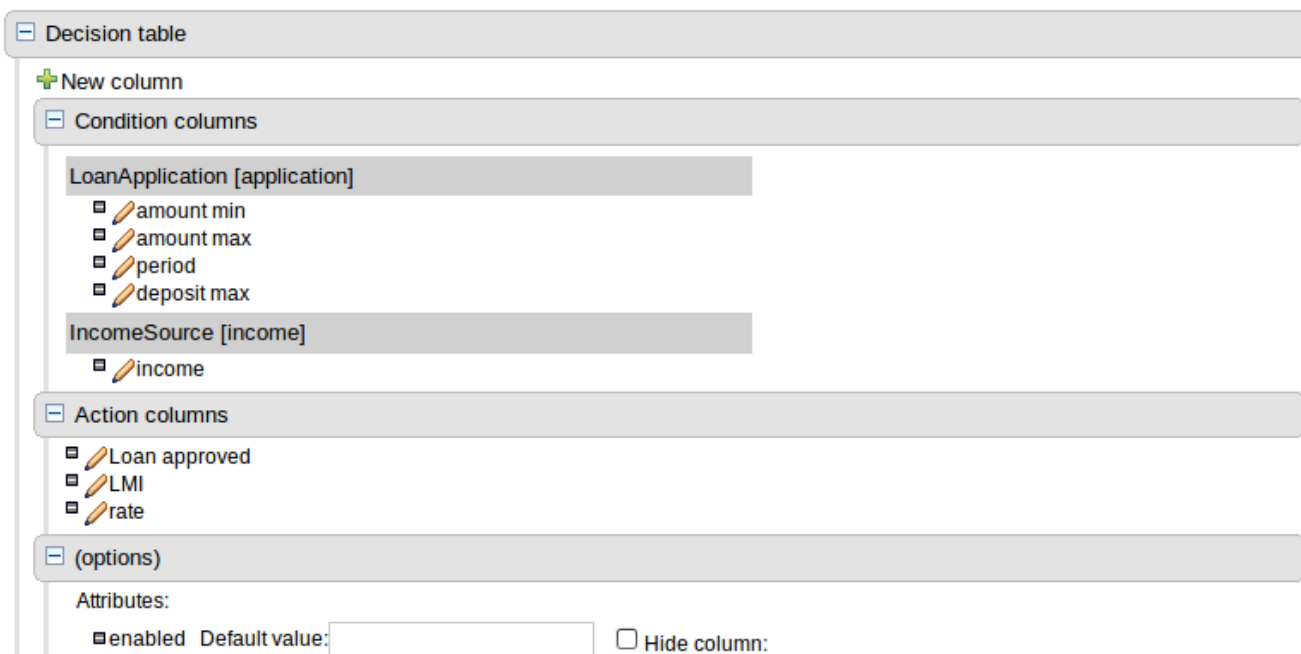 Decision table
New column
Condition columns
LoanApplication [application]
amount min
amount max
period
deposit max
IncomeSource [income]
income
Action columns
Loan approved
LMI
rate
(options)
Attributes:
enabled Default value: Hide column: